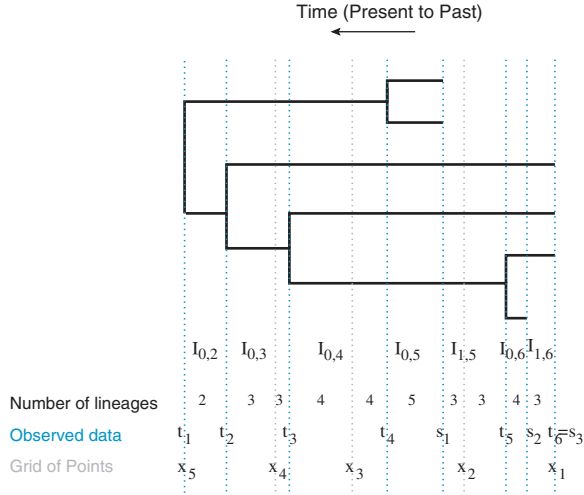 Time (Present to Past)
I0,2 I0,3 I0,4 I0,5 I1,5 I0,6 I1,6
Number of lineages 2 3 3 4 4 5 3 3 4 3
Observed data t1 t2 t3 t4 s1 t5 s2 t6=s3
Grid of Points x5 x4 x3 x2 x1